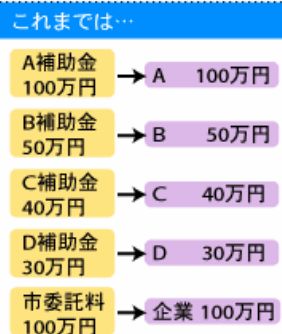 これまでは…
A補助金
100万円
A 100万円
B補助金
50万円
B 50万円
C補助金
40万円
C 40万円
D補助金
30万円
D 30万円
市委託料
100万円
企業 100万円